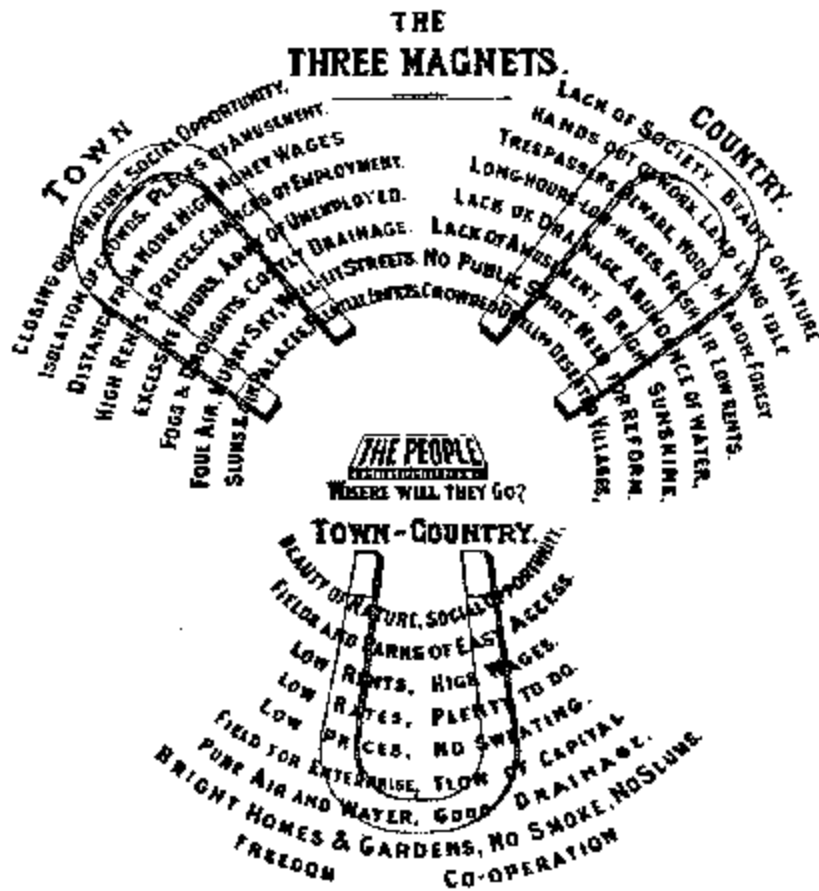 THE
THREE MAGNETS.
TOWN
CLOSING OUT OF NATURE. SOCIAL OPPORTUNITY.
ISOLATION OF CROWDS. PLACES OF AMUSEMENT.
DISTANCE FROM WORK. HIGH MONEY WAGES
HIGH RENTS & PRICES. CHANCES OF EMPLOYMENT.
EXCESSIVE HOURS. ARMY OF UNEMPLOYED.
FOGS & DROUGHTS. COSTLY DRAINAGE.
FOUL AIR. MURKY SKY. WELL-LIT STREETS.
SLUMS & GIN PALACES.
COUNTRY.
LACK OF SOCIETY. BEAUTY OF NATURE
HANDS OUT OF WORK. LAND LYING IDLE
TRESPASSERS BEWARE. WOOD, MEADOW, FOREST
LONG HOURS-LOW WAGES. FRESH AIR LOW RENTS.
LACK OF DRAINAGE. ABUNDANCE OF WATER.
LACK OF AMUSEMENT. BRIGHT SUNSHINE.
NO PUBLIC SPIRIT. NEED FOR REFORM.
CROWDED DWELLINGS DESERTED VILLAGES.
THE PEOPLE
WHERE WILL THEY GO?
TOWN-COUNTRY.
BEAUTY OF NATURE, SOCIAL OPPORTUNITY.
FIELDS AND PARKS OF EASY ACCESS.
LOW RENTS, HIGH WAGES.
LOW RATES, PLENTY TO DO.
LOW PRICES, NO SWEATING.
FIELD FOR ENTERPRISE, FLOW OF CAPITAL
PURE AIR AND WATER, GOOD DRAINAGE.
BRIGHT HOMES & GARDENS, NO SMOKE, NO SLUMS
FREEDOM CO-OPERATION